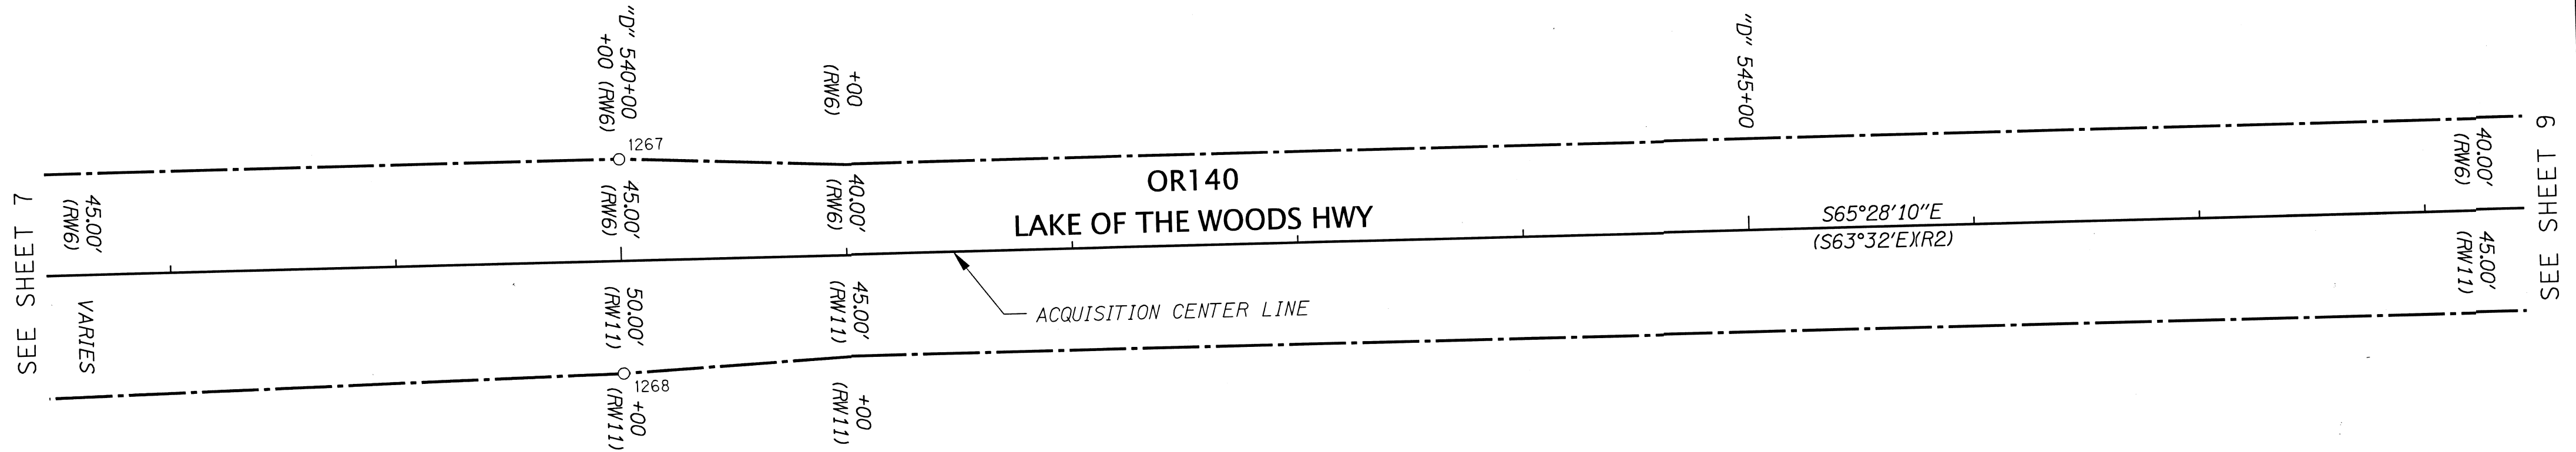 SEE SHEET 7
45.00'
(RW6)
VARIES
"D" 540+00
+00 (RW6)
1267
45.00'
(RW6)
50.00'
(RW11)
1268
+00
(RW11)
+00
(RW6)
40.00'
(RW6)
45.00'
(RW11)
+00
(RW11)
OR140
LAKE OF THE WOODS HWY
ACQUISITION CENTER LINE
"D" 545+00
S65°28'10"E
(S63°32'E)(R2)
40.00'
(RW6)
45.00'
(RW11)
SEE SHEET 9